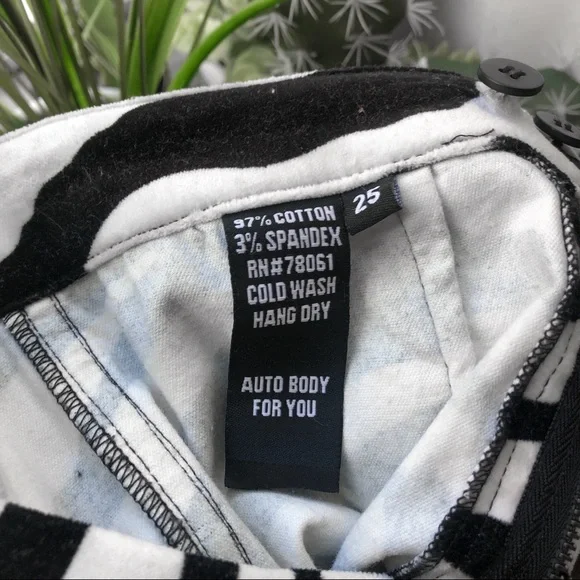 97% COTTON
3% SPANDEX
RN#78061
COLD WASH
HANG DRY
AUTO BODY
FOR YOU
25